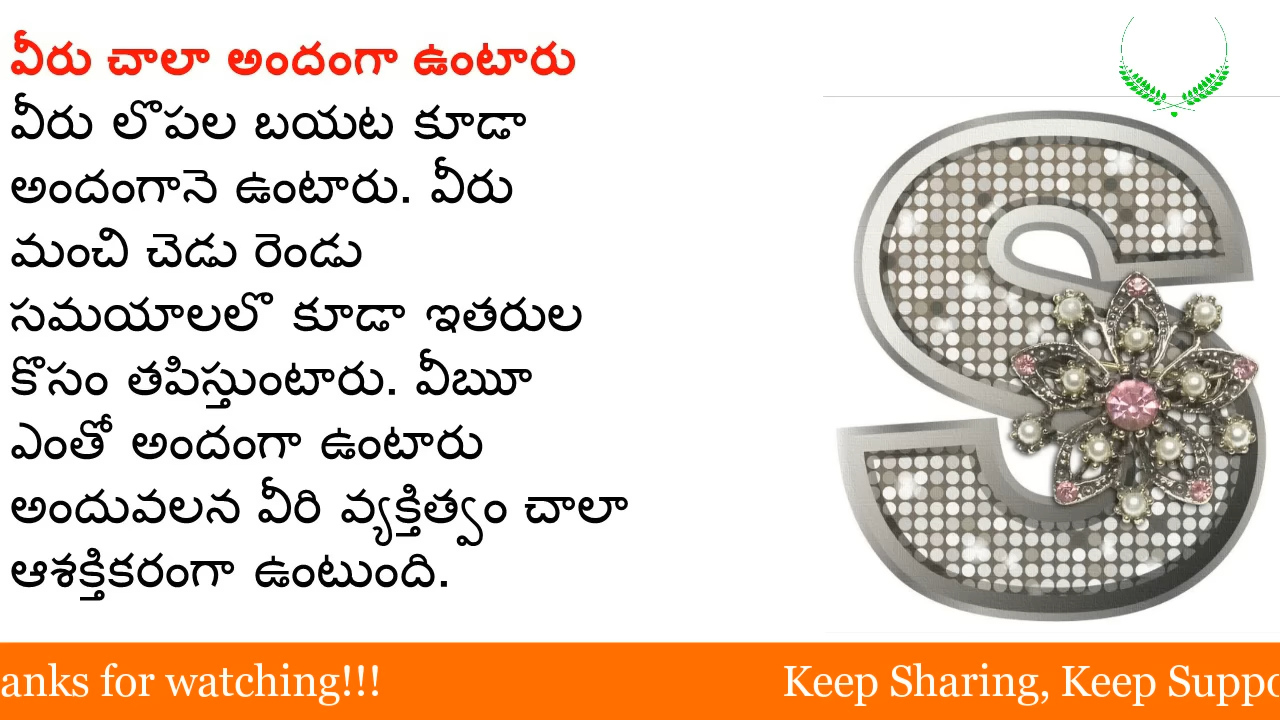 వీరు చాలా అందంగా ఉంటారు
వీరు లొపల బయట కూడా
అందంగానె ఉంటారు. వీరు
మంచి చెడు రెండు
సమయాలలొ కూడా ఇతరుల
కొసం తపిస్తుంటారు. వీబూ
ఎంతో అందంగా ఉంటారు
అందువలన వీరి వ్యక్తిత్వం చాలా
ఆశక్తికరంగా ఉంటుంది.
S
anks for watching!!! Keep Sharing, Keep Suppo